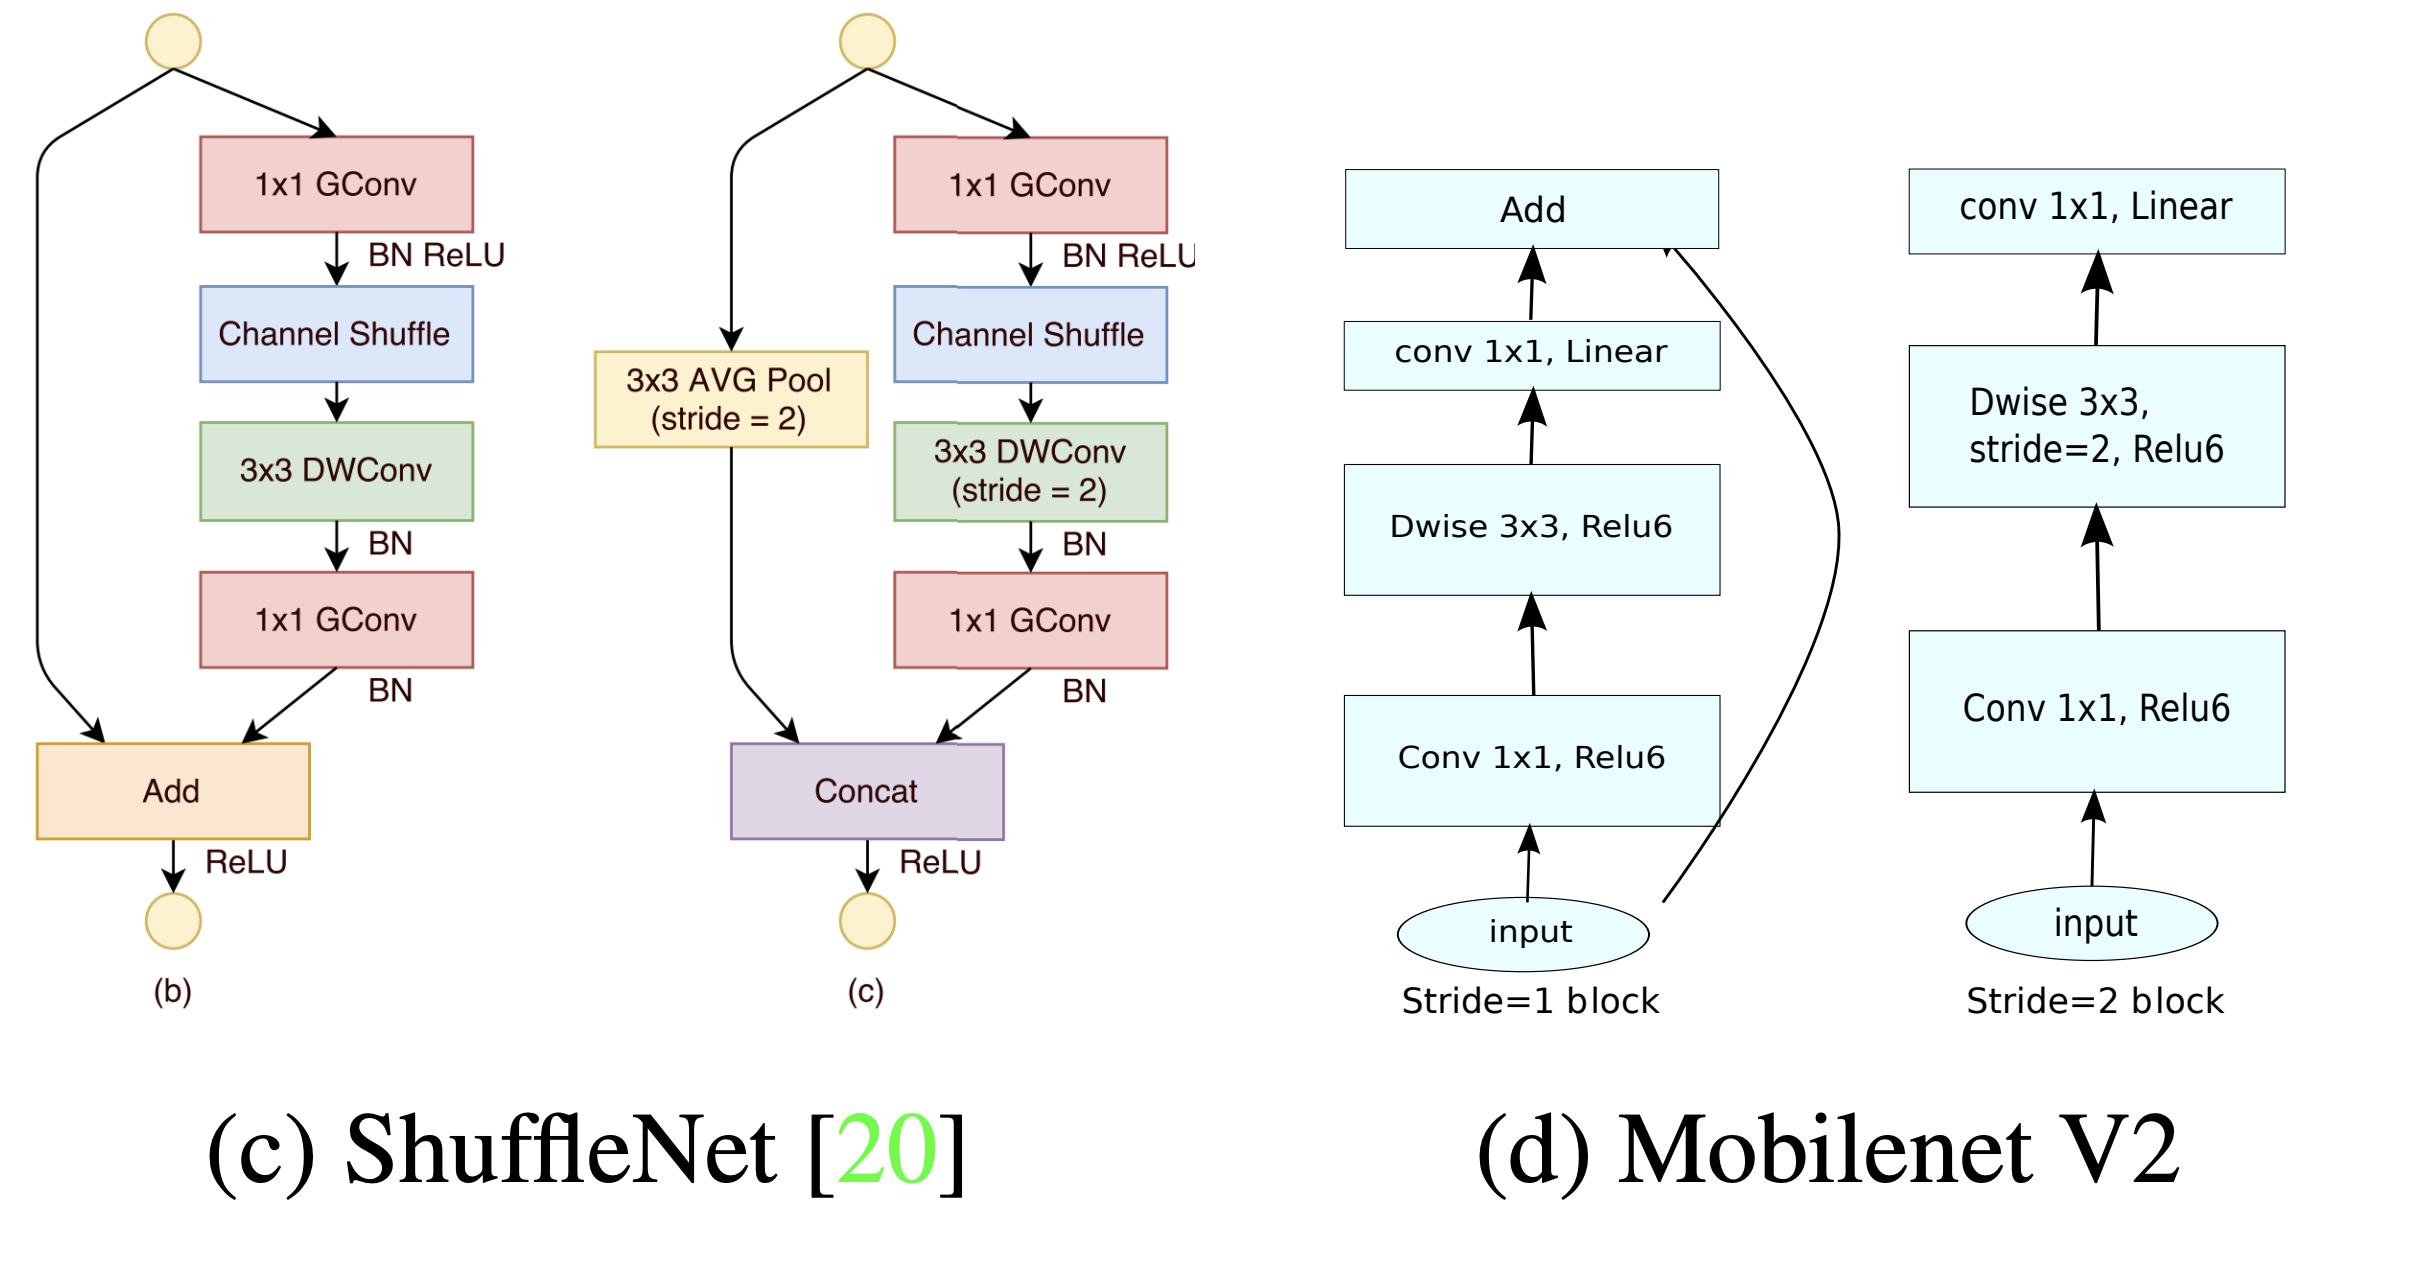 1x1 GConv
BN ReLU
Channel Shuffle
3x3 DWConv
BN
1x1 GConv
BN
Add
ReLU
(b)
1x1 GConv
BN ReLU
Channel Shuffle
3x3 AVG Pool
(stride = 2)
3x3 DWConv
(stride = 2)
BN
1x1 GConv
BN
Concat
ReLU
(c)
(c) ShuffleNet [20]
Add
conv 1x1, Linear
Dwise 3x3, Relu6
Conv 1x1, Relu6
input
Stride=1 block
conv 1x1, Linear
Dwise 3x3,
stride=2, Relu6
Conv 1x1, Relu6
input
Stride=2 block
(d) Mobilenet V2